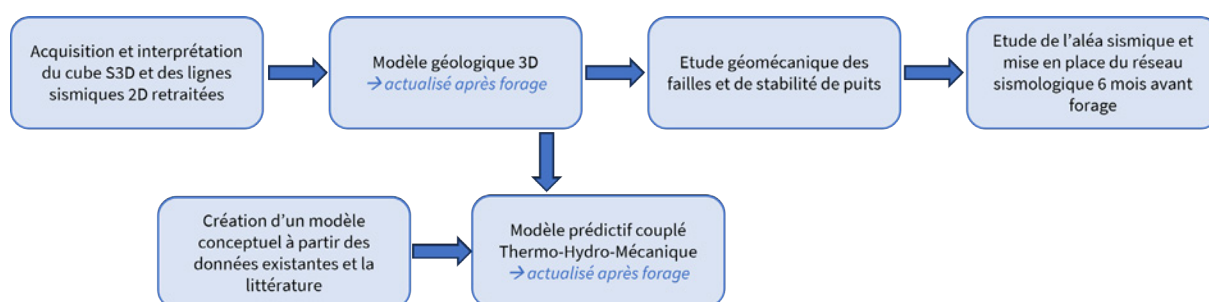 Acquisition et interprétation
du cube S3D et des lignes
sismiques 2D retraitées
Modèle géologique 3D
→ actualisé après forage
Etude géomécanique des
failles et de stabilité de puits
Etude de l'aléa sismique et
mise en place du réseau
sismologique 6 mois avant
forage
Création d'un modèle
conceptuel à partir des
données existantes et la
littérature
Modèle prédictif couplé
Thermo-Hydro-Mécanique
→ actualisé après forage